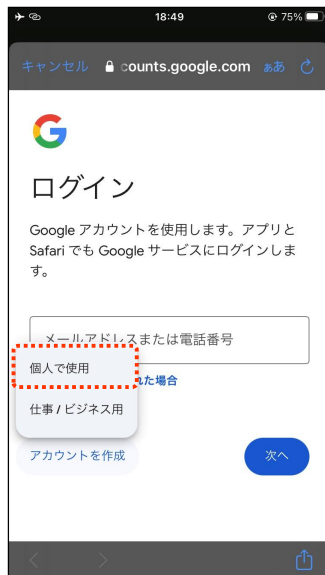 18:49
75%
キャンセル
counts.google.com
ああ
G
ログイン
Google アカウントを使用します。アプリと
Safari でも Google サービスにログインしま
す。
メールアドレスまたは電話番号
個人で使用
れた場合
仕事 / ビジネス用
アカウントを作成
次へ